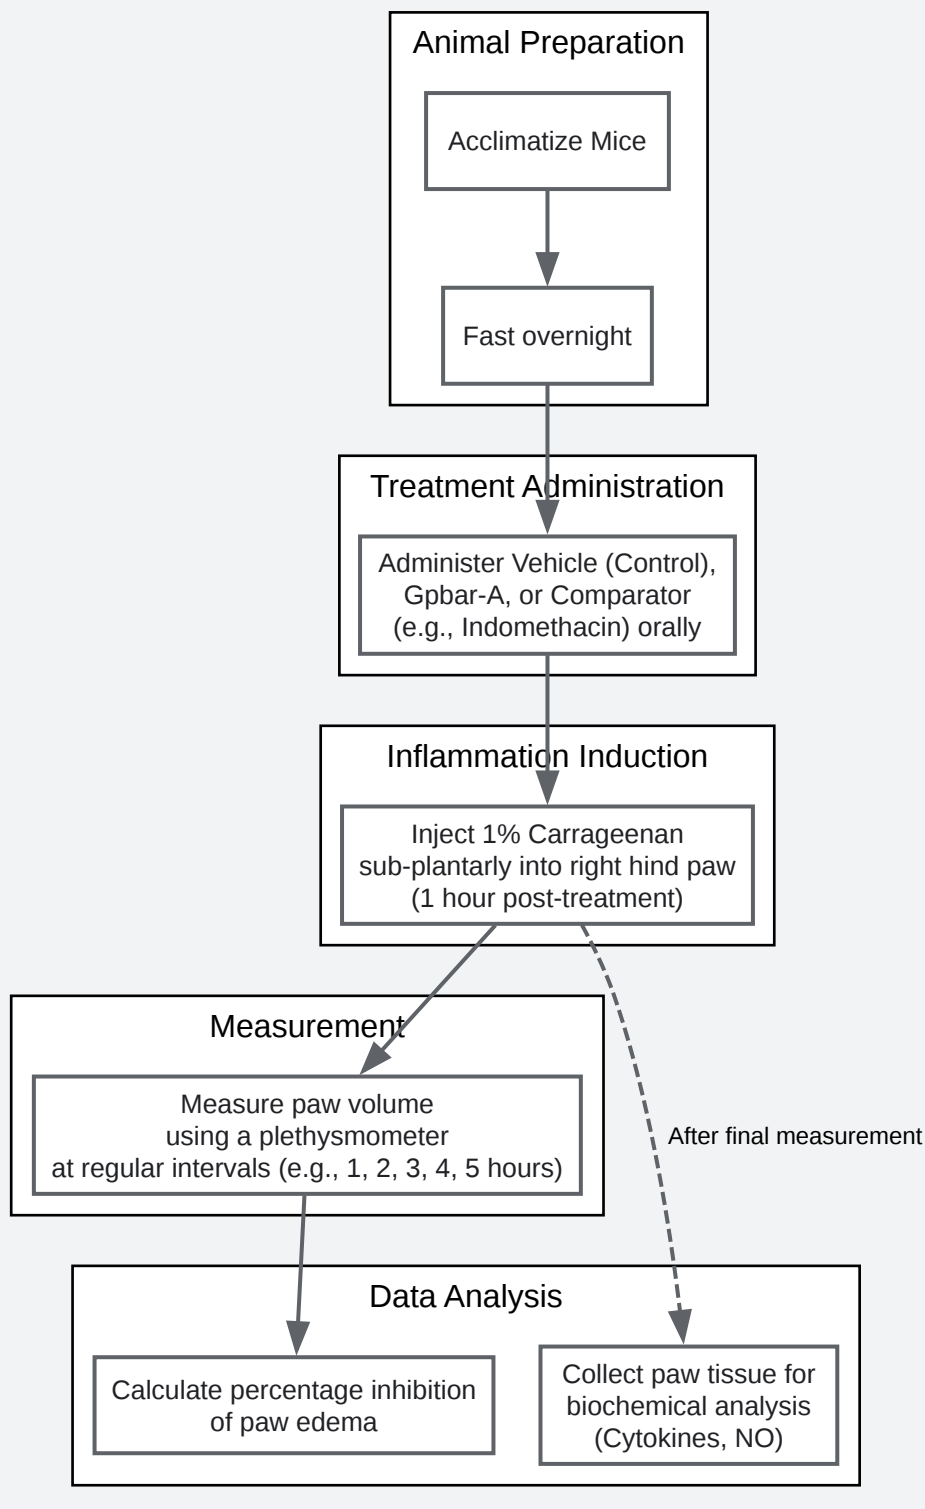 Animal Preparation
Acclimatize Mice
Fast overnight
Treatment Administration
Administer Vehicle (Control),
Gpbar-A, or Comparator
(e.g., Indomethacin) orally
Inflammation Induction
Inject 1% Carrageenan
sub-plantarly into right hind paw
(1 hour post-treatment)
Measurement
Measure paw volume
using a plethysmometer
at regular intervals (e.g., 1, 2, 3, 4, 5 hours)
After final measurement
Data Analysis
Calculate percentage inhibition
of paw edema
Collect paw tissue for
biochemical analysis
(Cytokines, NO)